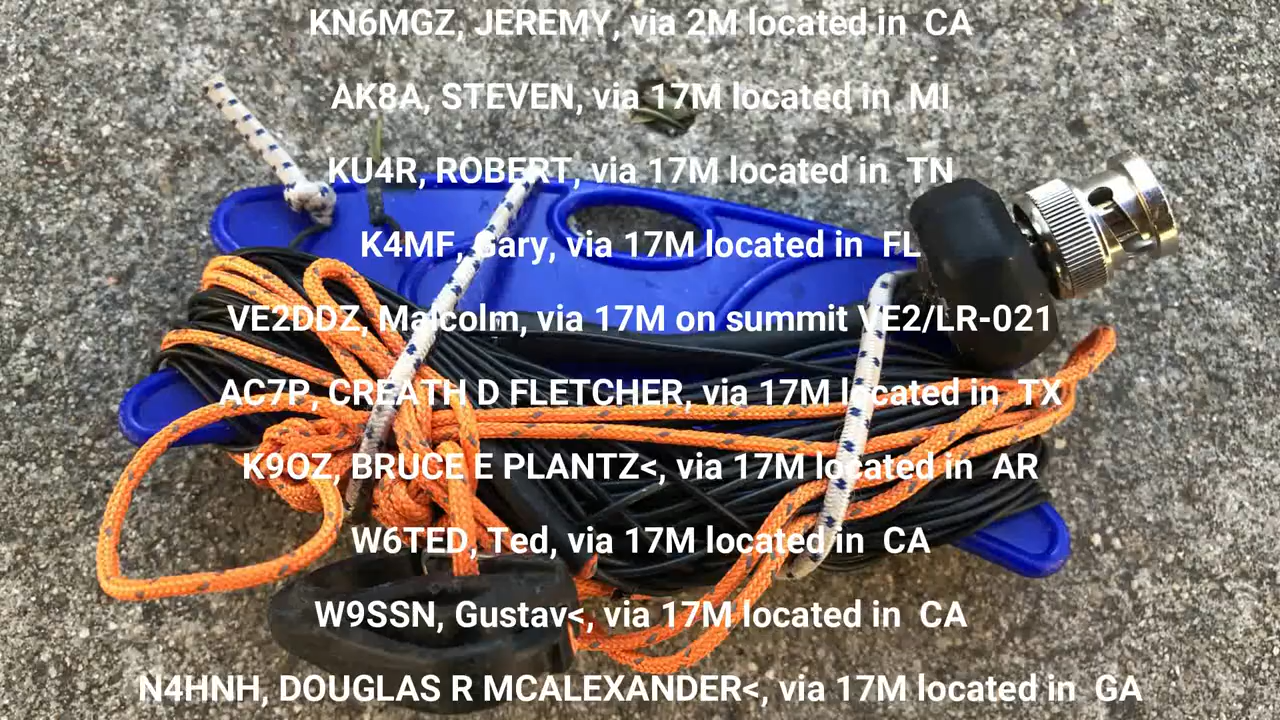 KN6MGZ, JEREMY, via 2M located in  CA
AK8A, STEVEN, via 17M located in  MI
KU4R, ROBERT, via 17M located in  TN
K4MF, Gary, via 17M located in  FL
VE2DDZ, Malcolm, via 17M on summit VE2/LR-021
AC7P, CREATH D FLETCHER, via 17M located in  TX
K9OZ, BRUCE E PLANTZ<, via 17M located in  AR
W6TED, Ted, via 17M located in  CA
W9SSN, Gustav<, via 17M located in  CA
N4HNH, DOUGLAS R MCALEXANDER<, via 17M located in  GA